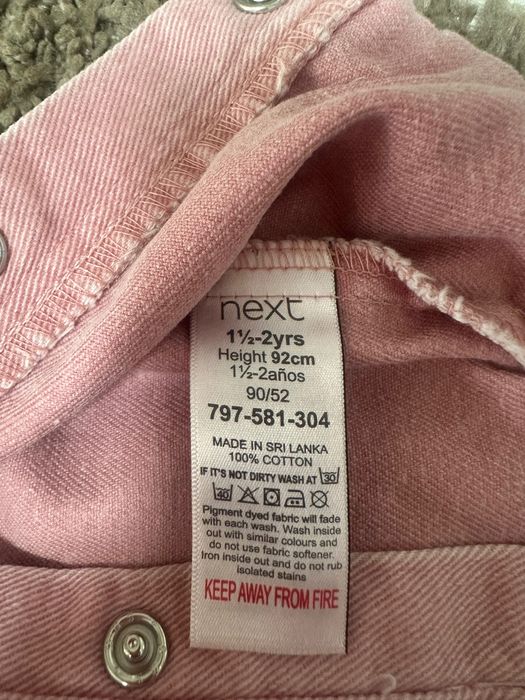 next
1½-2yrs
Height 92cm
1½-2años
90/52
797-581-304
MADE IN SRI LANKA
100% COTTON
IF IT'S NOT DIRTY WASH AT 30
40
Pigment dyed fabric will fade
with each wash. Wash inside
out with similar colours and
do not use fabric softener.
Iron inside out and do not rub
isolated stains
KEEP AWAY FROM FIRE